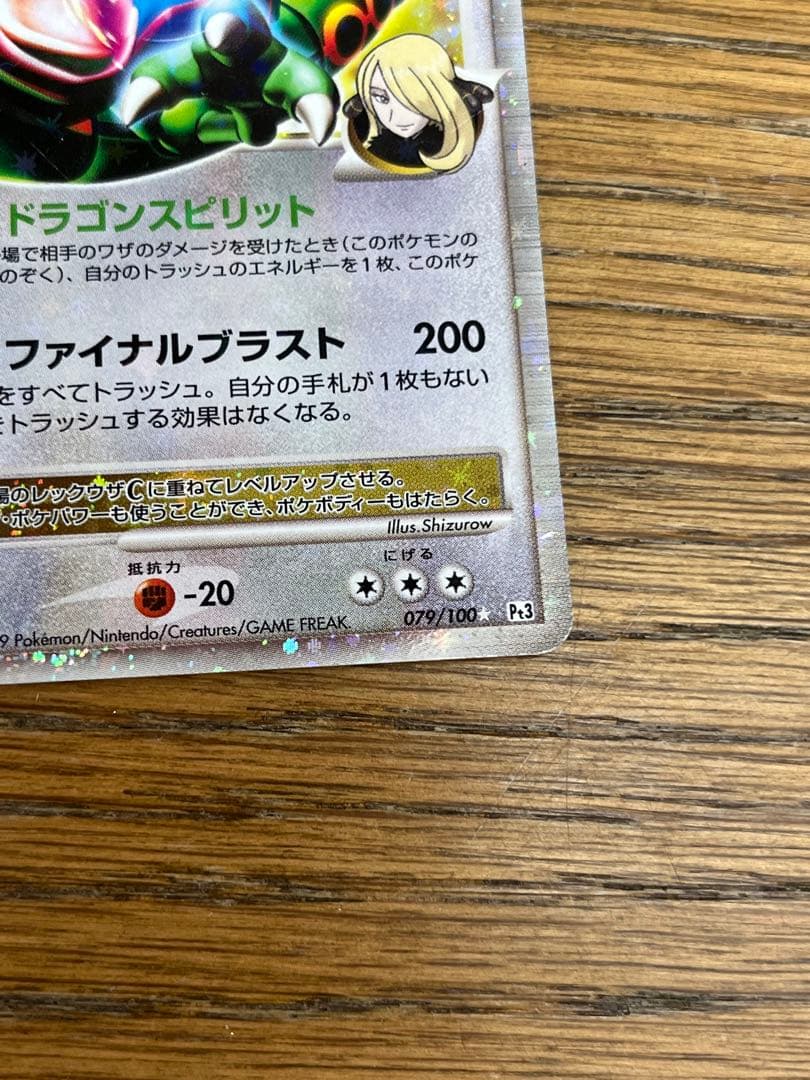 ドラゴンスピリット
場で相手のワザのダメージを受けたとき(このポケモンの
のぞく)、自分のトラッシュのエネルギーを1枚、このポケ
ファイナルブラスト 200
をすべてトラッシュ。自分の手札が1枚もない
をトラッシュする効果はなくなる。
場のレックウザCに重ねてレベルアップさせる。
・ポケパワーも使うことができ、ポケボディーもはたらく。
Illus.Shizurow
抵抗力 にげる
-20
9 Pokémon/Nintendo/Creatures/GAME FREAK. 079/100 Pt3